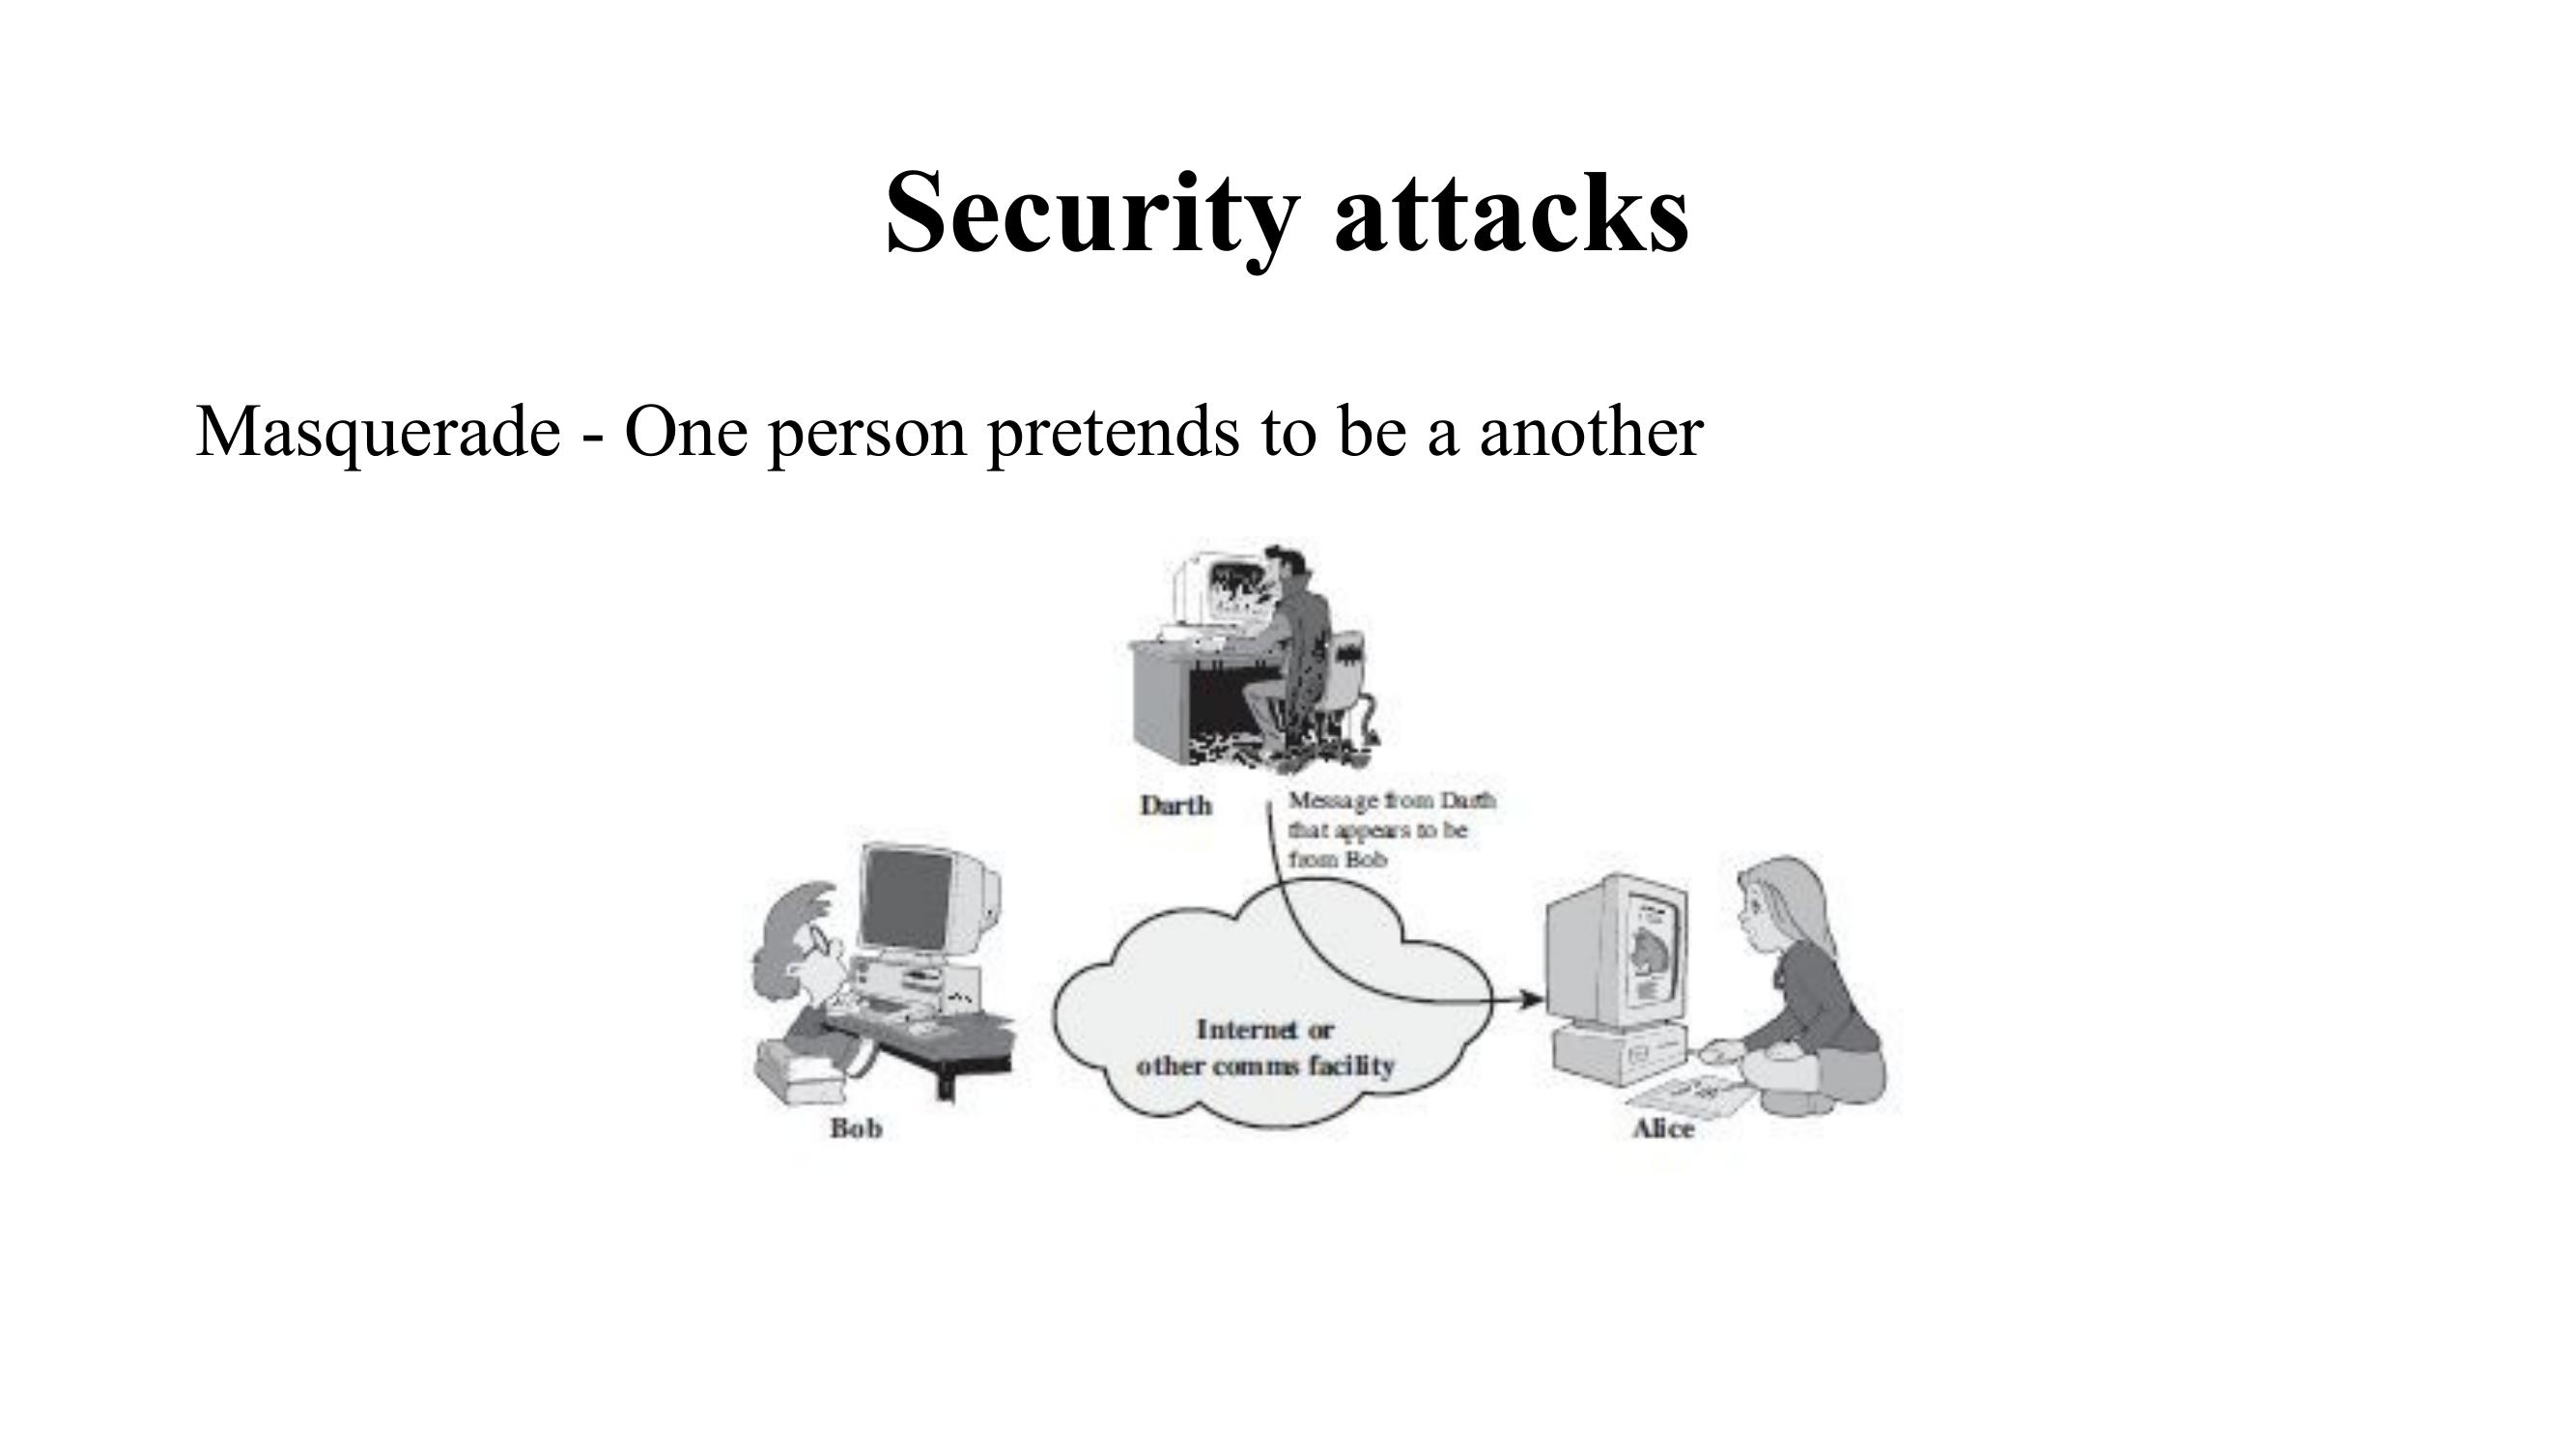 Security attacks
Masquerade - One person pretends to be a another
Darth
Message from Darth
that appears to be
from Bob
Internet or
other comms facility
Bob
Alice